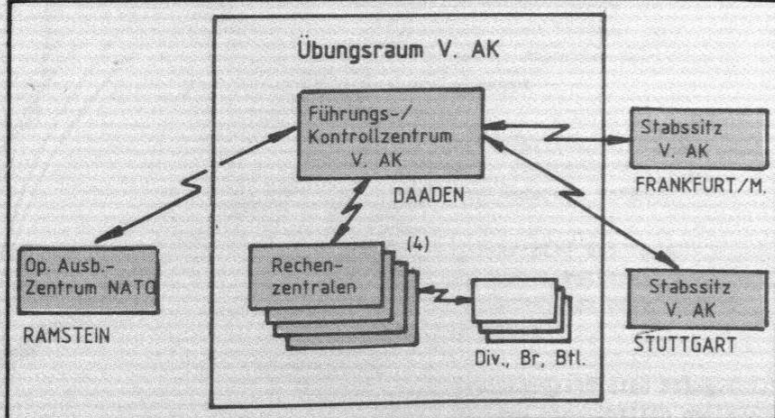 Übungsraum V. AK
Führungs-/
Kontrollzentrum
V. AK
DAADEN
Stabssitz
V. AK
FRANKFURT/M.
Op. Ausb.-
Zentrum NATO
RAMSTEIN
(4)
Rechen-
zentralen
Div., Br, Btl.
Stabssitz
V. AK
STUTTGART